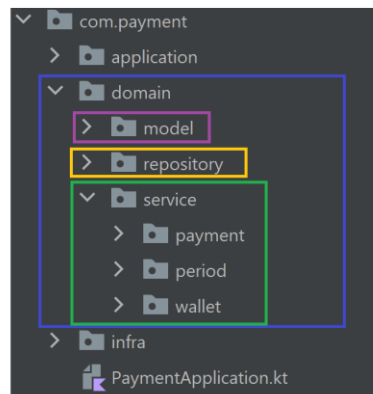 com.payment
application
domain
model
repository
service
payment
period
wallet
infra
PaymentApplication.kt